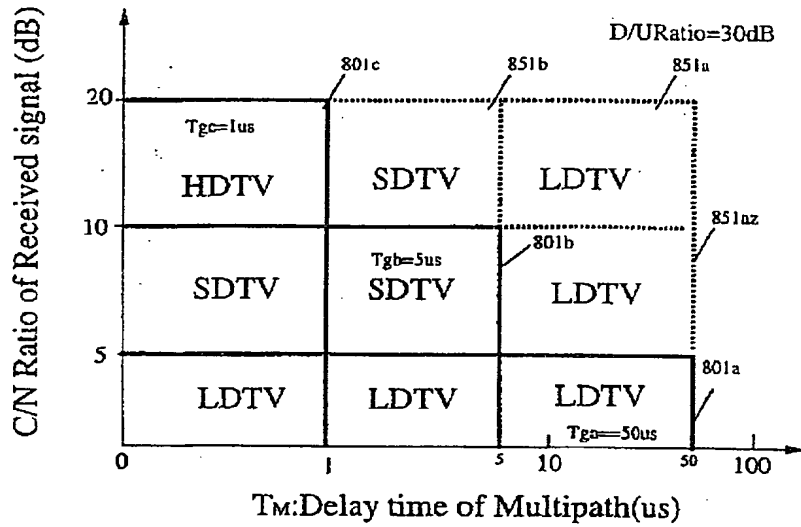 D/URatio=30dB
801c
851b
851a
C/N Ratio of Received signal (dB)
20
Tgc=1us
HDTV
SDTV
LDTV
10
851az
801b
Tgb=5us
SDTV
SDTV
LDTV
5
801a
LDTV
LDTV
LDTV
Tga=50us
0
1
5
10
50
100
TM:Delay time of Multipath(us)